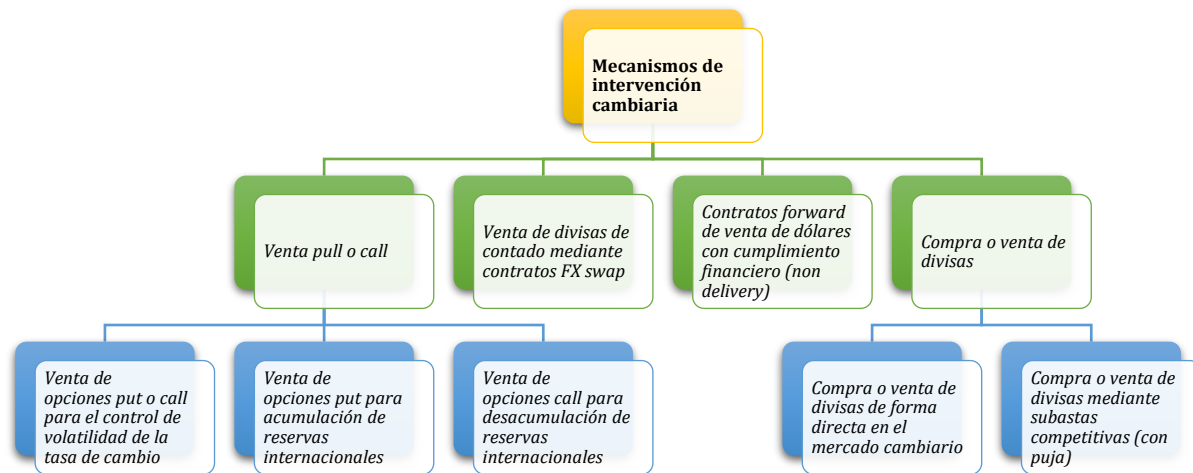 Mecanismos de
intervención
cambiaria
Venta pull o call
Venta de divisas de
contado mediante
contratos FX swap
Contratos forward
de venta de dólares
con cumplimiento
financiero (non
delivery)
Compra o venta de
divisas
Venta de
opciones put o call
para el control de
volatilidad de la
tasa de cambio
Venta de
opciones put para
acumulación de
reservas
internacionales
Venta de
opciones call para
desacumulación de
reservas
internacionales
Compra o venta de
divisas de forma
directa en el
mercado cambiario
Compra o venta de
divisas mediante
subastas
competitivas (con
puja)